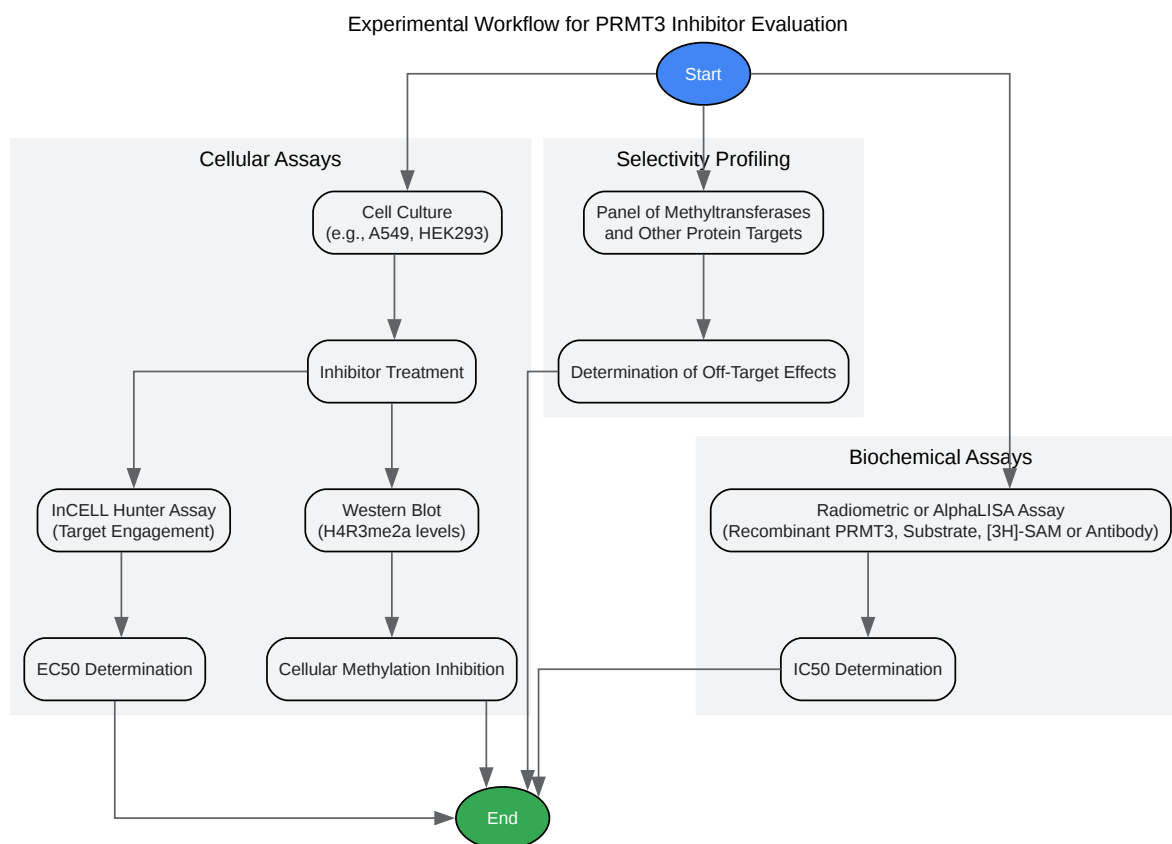 Experimental Workflow for PRMT3 Inhibitor Evaluation
Start
Cellular Assays
Selectivity Profiling
Cell Culture
(e.g., A549, HEK293)
Panel of Methyltransferases
and Other Protein Targets
Inhibitor Treatment
Determination of Off-Target Effects
Biochemical Assays
InCELL Hunter Assay
(Target Engagement)
Western Blot
(H4R3me2a levels)
Radiometric or AlphaLISA Assay
(Recombinant PRMT3, Substrate, [3H]-SAM or Antibody)
EC50 Determination
Cellular Methylation Inhibition
IC50 Determination
End